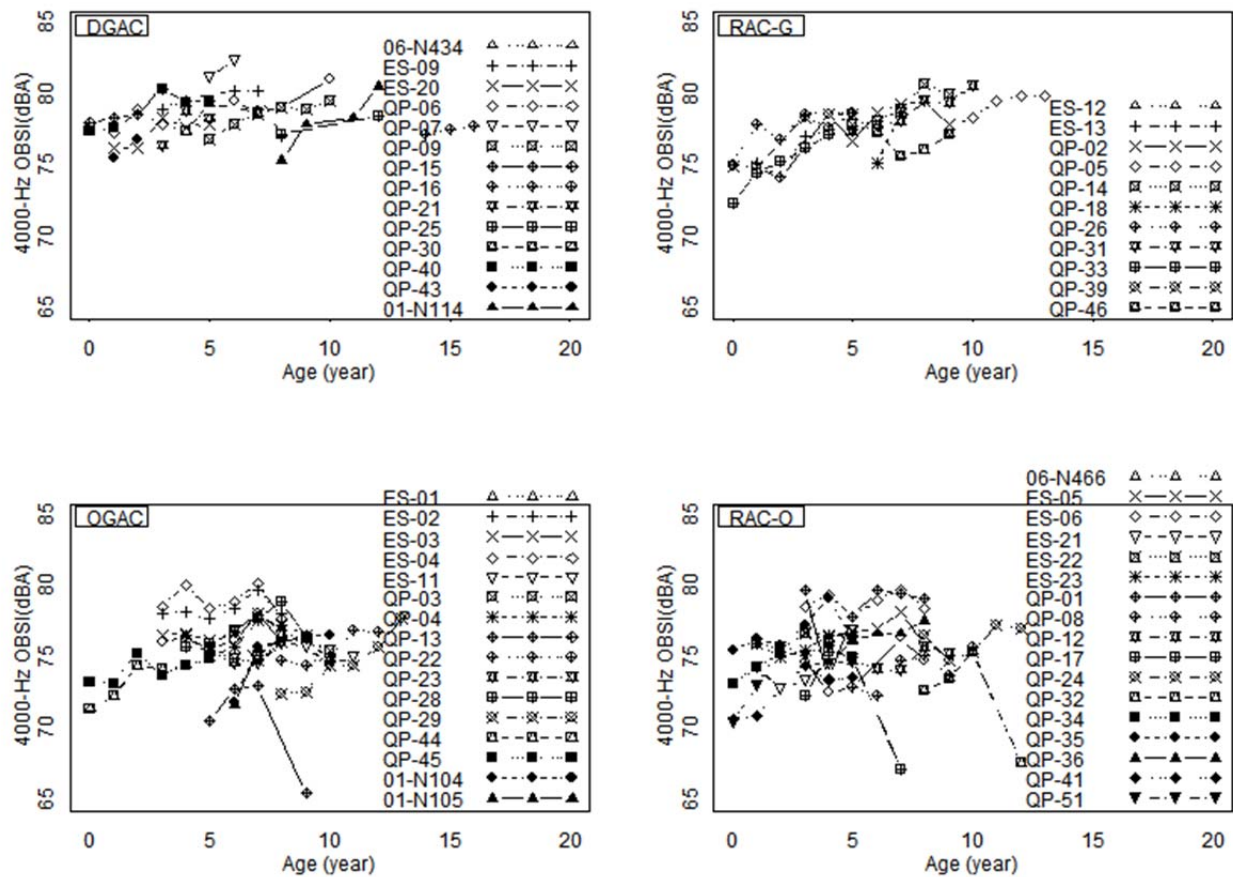 DGAC
85
80
75
70
65
4000-Hz OBSI(dBA)
06-N434
ES-09
ES-20
QP-06
QP-07
QP-09
QP-15
QP-16
QP-21
QP-25
QP-30
QP-40
QP-43
01-N114
0 5 10 15 20
Age (year)
RAC-G
85
80
75
70
65
4000-Hz OBSI(dBA)
ES-12
ES-13
QP-02
QP-05
QP-14
QP-18
QP-26
QP-31
QP-33
QP-39
QP-46
0 5 10 15 20
Age (year)
OGAC
85
80
75
70
65
4000-Hz OBSI(dBA)
ES-01
ES-02
ES-03
ES-04
ES-11
QP-03
QP-04
QP-13
QP-22
QP-23
QP-28
QP-29
QP-44
QP-45
01-N104
01-N105
0 5 10 15 20
Age (year)
RAC-O
85
80
75
70
65
4000-Hz OBSI(dBA)
06-N466
ES-05
ES-06
ES-21
ES-22
ES-23
QP-01
QP-08
QP-12
QP-17
QP-24
QP-32
QP-34
QP-35
QP-36
QP-41
QP-51
0 5 10 15 20
Age (year)